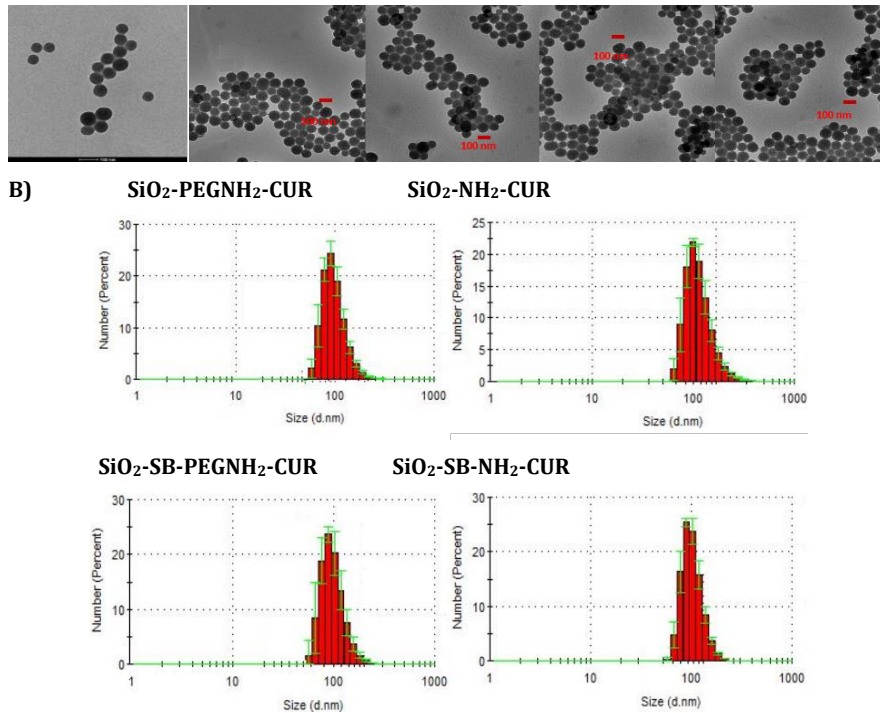 100 nm
100 nm
100 nm
100 nm
100 nm
B) SiO₂-PEGNH₂-CUR SiO₂-NH₂-CUR
30
20
10
0
Number (Percent)
1 10 100 1000
Size (d.nm)
25
20
15
10
5
0
Number (Percent)
1 10 100 1000
Size (d.nm)
SiO₂-SB-PEGNH₂-CUR SiO₂-SB-NH₂-CUR
30
20
10
0
Number (Percent)
1 10 100 1000
Size (d.nm)
30
20
10
0
Number (Percent)
1 10 100 1000
Size (d.nm)